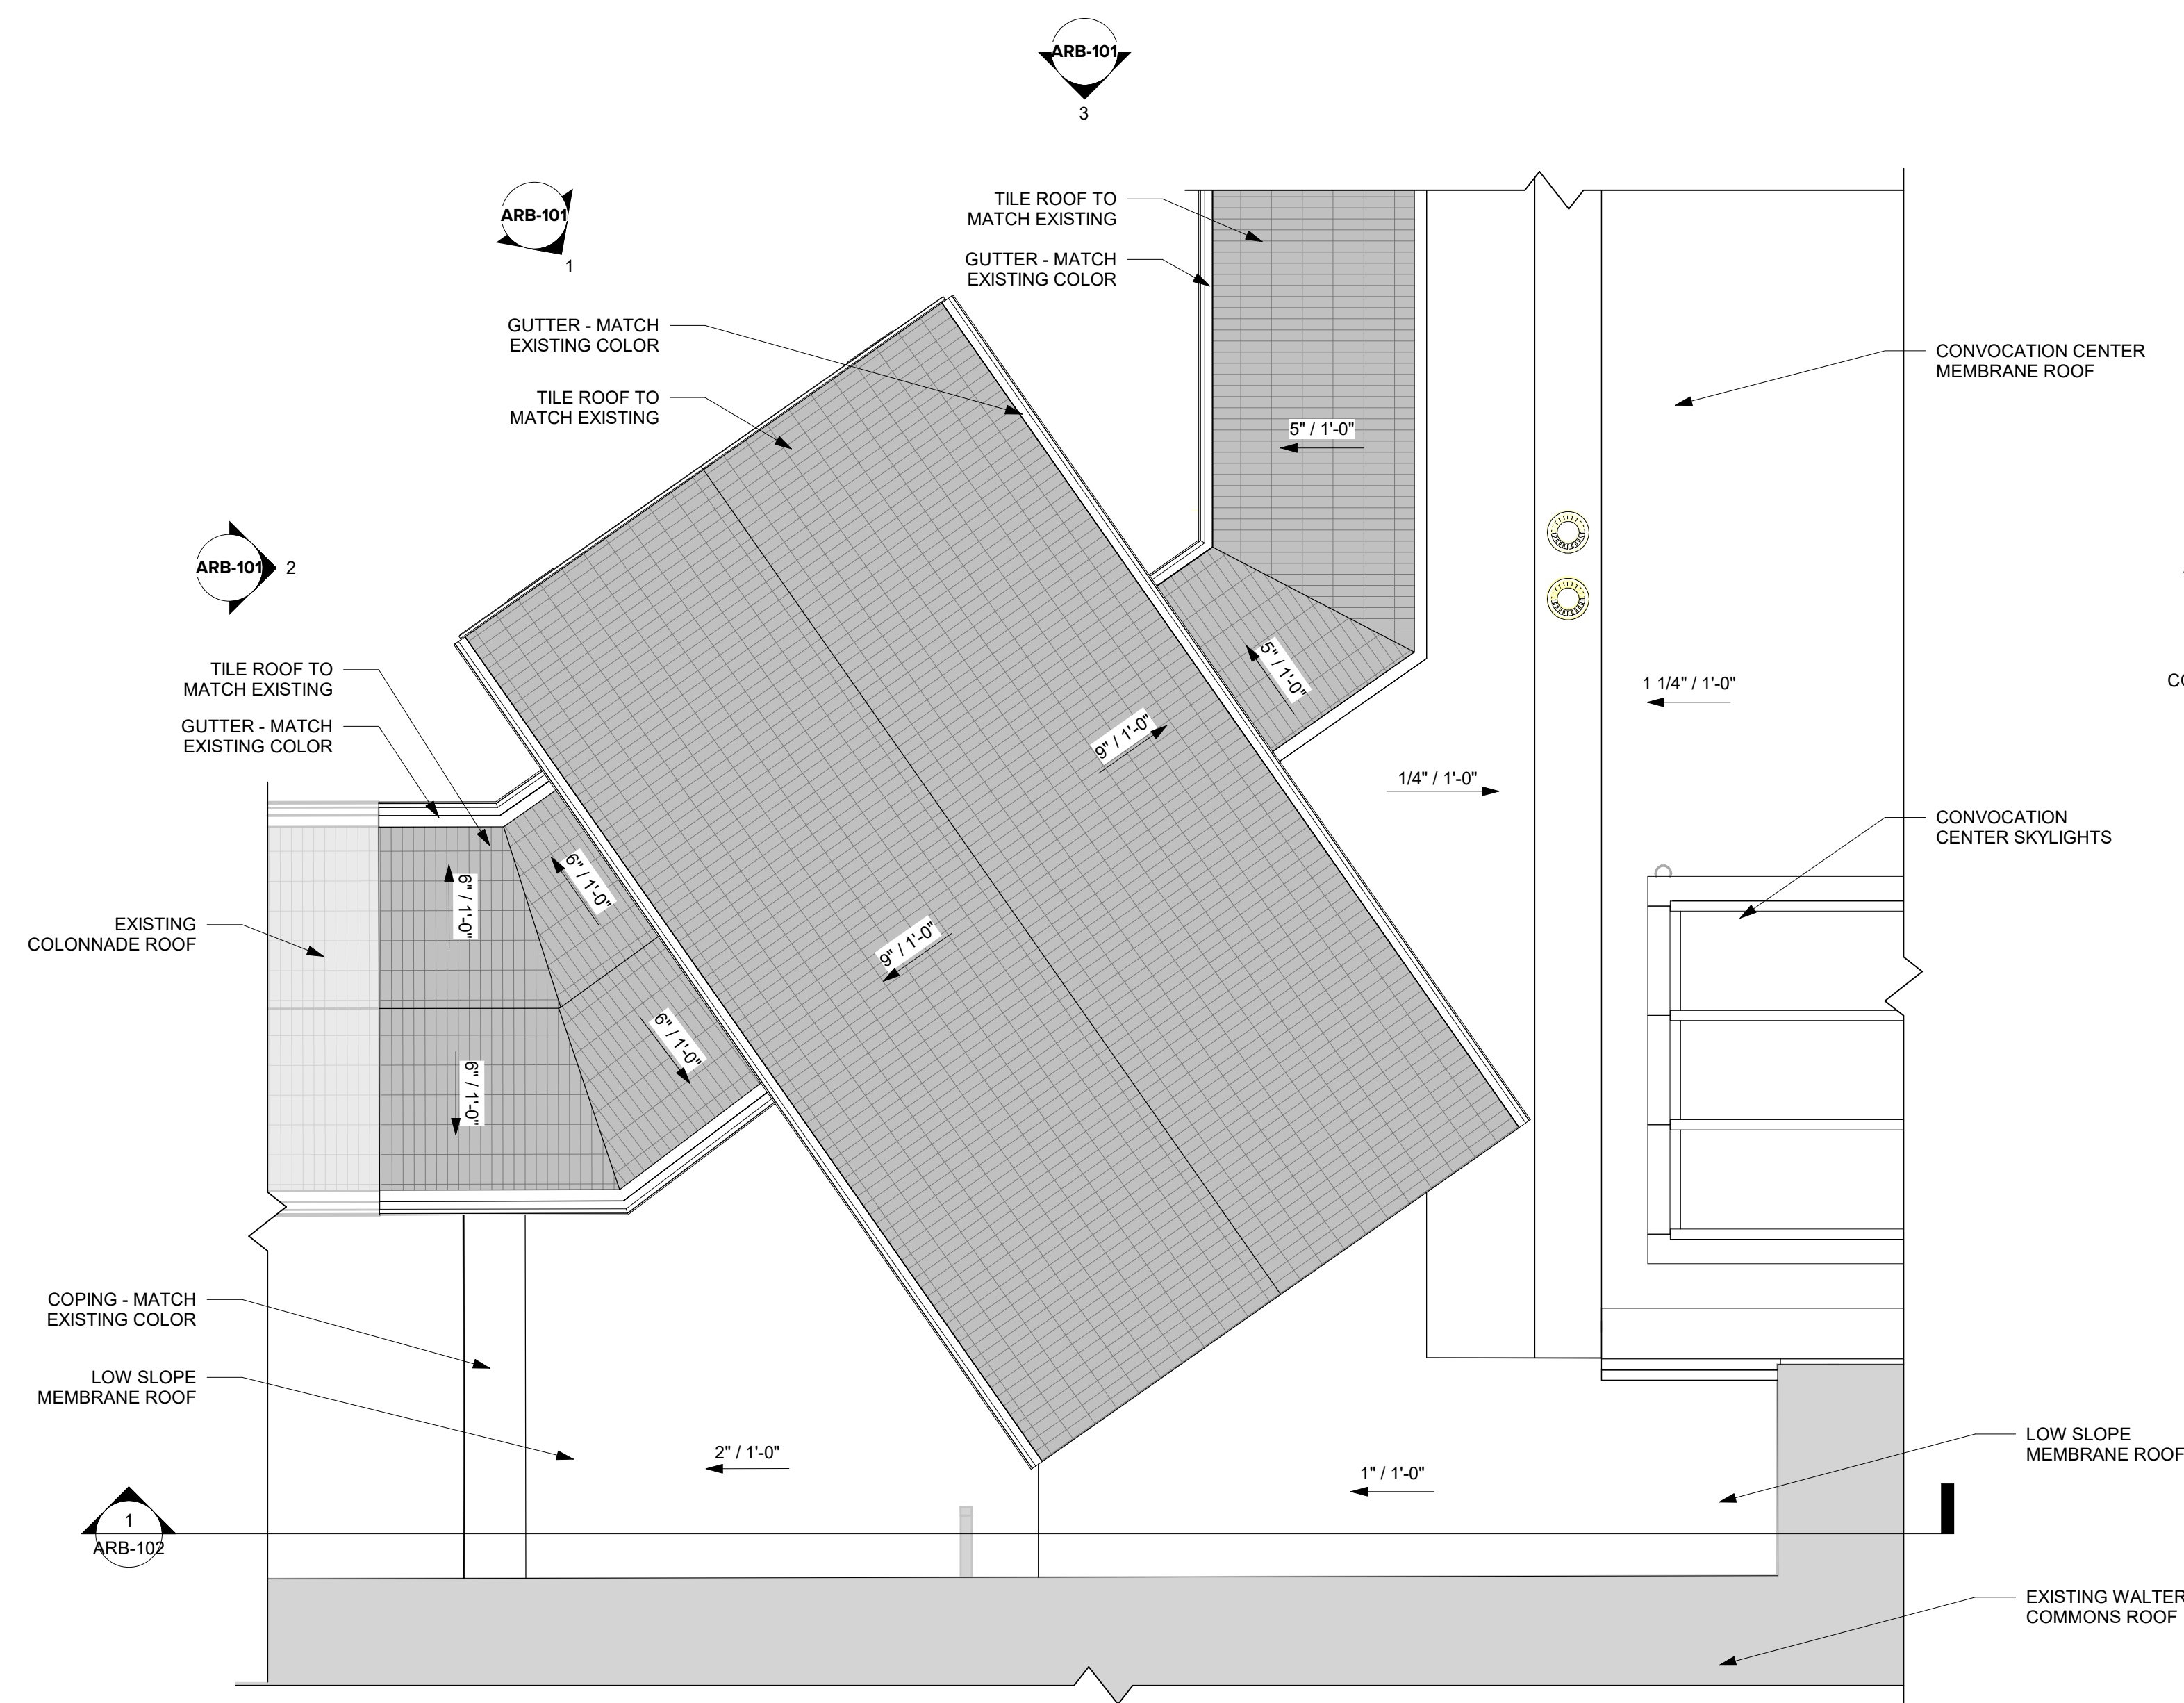 ARB-101
3
ARB-101
1
TILE ROOF TO
MATCH EXISTING
GUTTER - MATCH
EXISTING COLOR
GUTTER - MATCH
EXISTING COLOR
TILE ROOF TO
MATCH EXISTING
CONVOCATION CENTER
MEMBRANE ROOF
5" / 1'-0"
ARB-101
2
TILE ROOF TO
MATCH EXISTING
GUTTER - MATCH
EXISTING COLOR
5" / 1'-0"
1 1/4" / 1'-0"
9" / 1'-0"
1/4" / 1'-0"
CONVOCATION
CENTER SKYLIGHTS
6" / 1'-0"
6" / 1'-0"
EXISTING
COLONNADE ROOF
9" / 1'-0"
6" / 1'-0"
6" / 1'-0"
COPING - MATCH
EXISTING COLOR
LOW SLOPE
MEMBRANE ROOF
2" / 1'-0"
1" / 1'-0"
LOW SLOPE
MEMBRANE ROOF
1
ARB-102
EXISTING WALTER
COMMONS ROOF